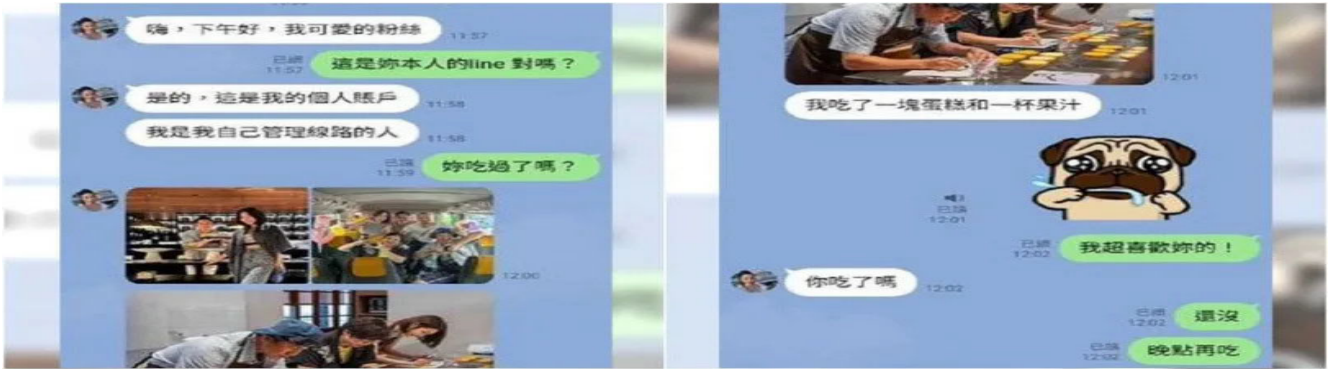 嗨，下午好，我可愛的粉絲
11:57
已讀
11:57
這是妳本人的line 對嗎？
是的，這是我的個人賬戶
11:58
我是我自己管理線路的人
11:58
已讀
11:59
妳吃過了嗎？
12:00
12:01
我吃了一塊蛋糕和一杯果汁
12:01
已讀
12:01
已讀
12:02
我超喜歡妳的！
你吃了嗎
12:02
已讀
12:02
還沒
已讀
12:02
晚點再吃